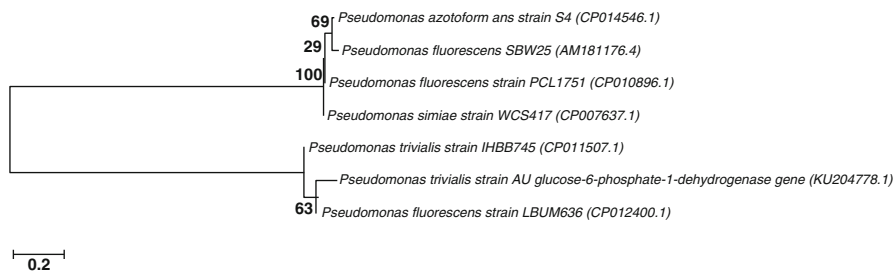 69
Pseudomonas azotoform ans strain S4 (CP014546.1)
29
Pseudomonas fluorescens SBW25 (AM181176.4)
100
Pseudomonas fluorescens strain PCL1751 (CP010896.1)
Pseudomonas simiae strain WCS417 (CP007637.1)
Pseudomonas trivialis strain IHBB745 (CP011507.1)
Pseudomonas trivialis strain AU glucose-6-phosphate-1-dehydrogenase gene (KU204778.1)
63
Pseudomonas fluorescens strain LBUM636 (CP012400.1)
0.2